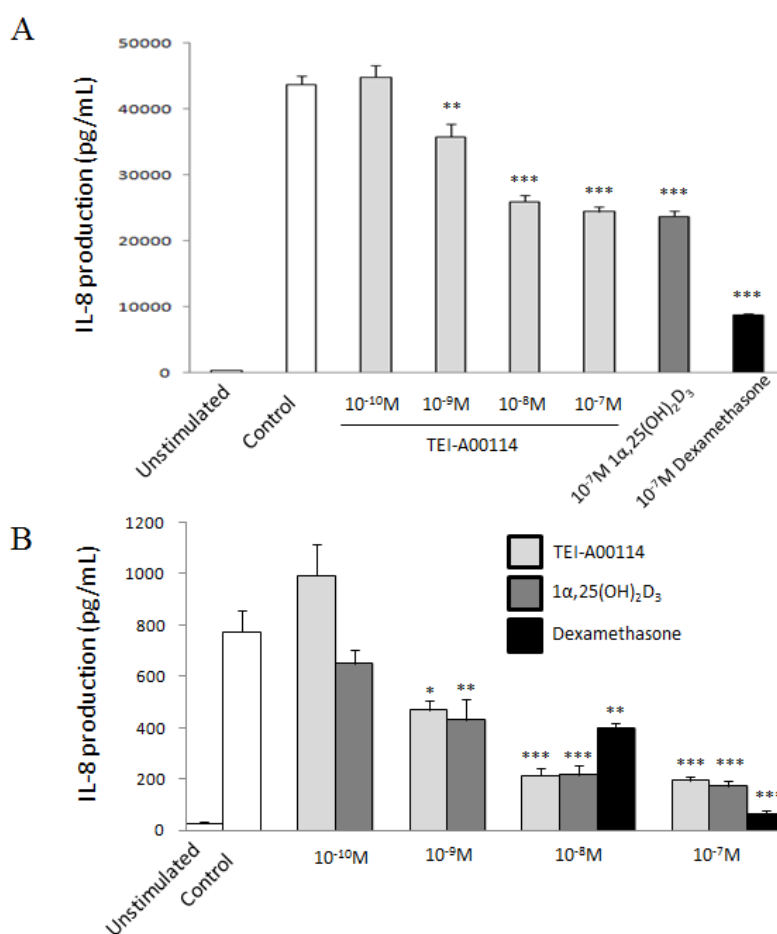 A
IL-8 production (pg/mL)
50000
40000
30000
20000
10000
0
**
***
***
***
***
Unstimulated
Control
10⁻¹⁰M
10⁻⁹M
10⁻⁸M
10⁻⁷M
TEI-A00114
10⁻⁷M 1α,25(OH)₂D₃
10⁻⁷M Dexamethasone
B
IL-8 production (pg/mL)
1200
1000
800
600
400
200
0
TEI-A00114
1α,25(OH)₂D₃
Dexamethasone
*
**
***
***
**
***
***
***
Unstimulated
Control
10⁻¹⁰M
10⁻⁹M
10⁻⁸M
10⁻⁷M